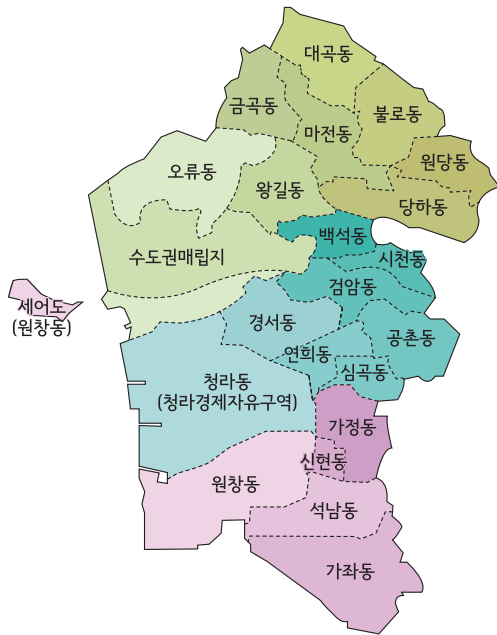 대곡동
금곡동
불로동
마전동
원당동
오류동
왕길동
당하동
백석동
수도권매립지
시천동
검암동
세어도
(원창동)
경서동
공촌동
연희동
심곡동
청라동
(청라경제자유구역)
가정동
신현동
원창동
석남동
가좌동